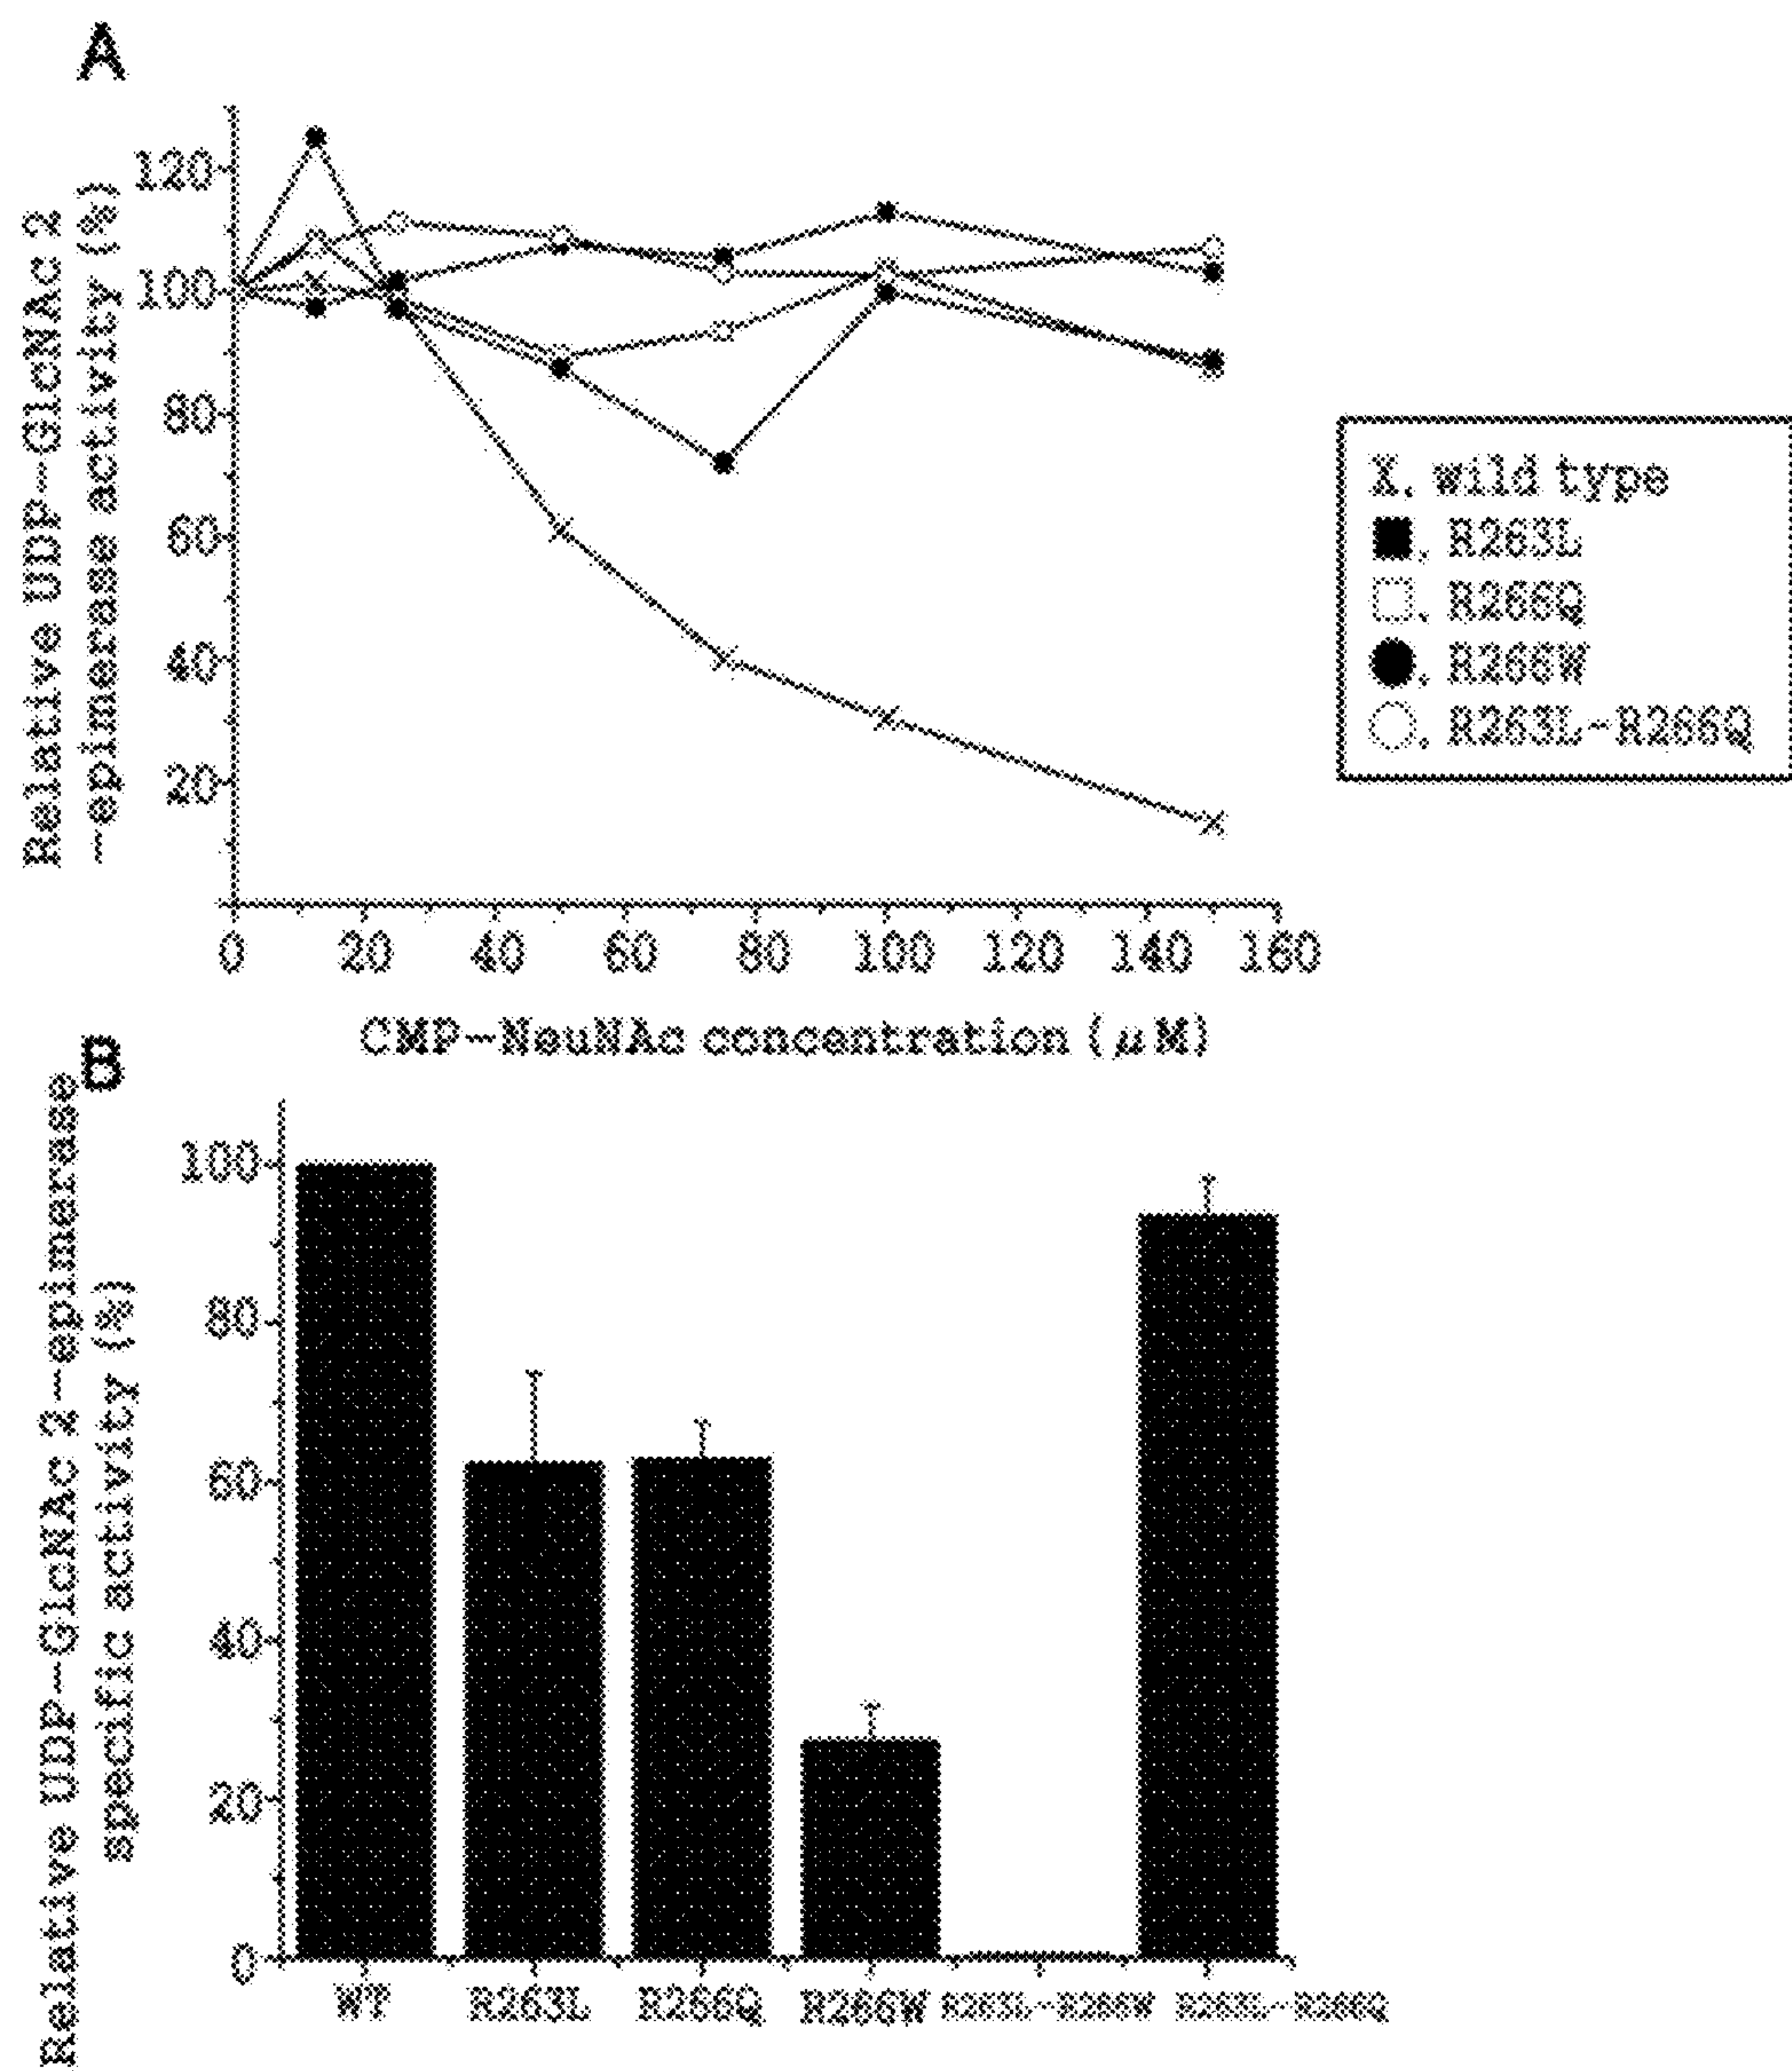 A
Relative UDP-GlcNAc 2
-epimerase activity (%)
120
100
80
60
40
20
0 20 40 60 80 100 120 140 160
CMP-NeuNAc concentration (μM)
X, wild type
■, R263L
□, R266Q
●, R266W
○, R263L-R266Q
B
Relative UDP-GlcNAc 2-epimerase
specific activity (%)
100
80
60
40
20
0
WT R263L R266Q R266W R263L-R266W R263L-R266Q